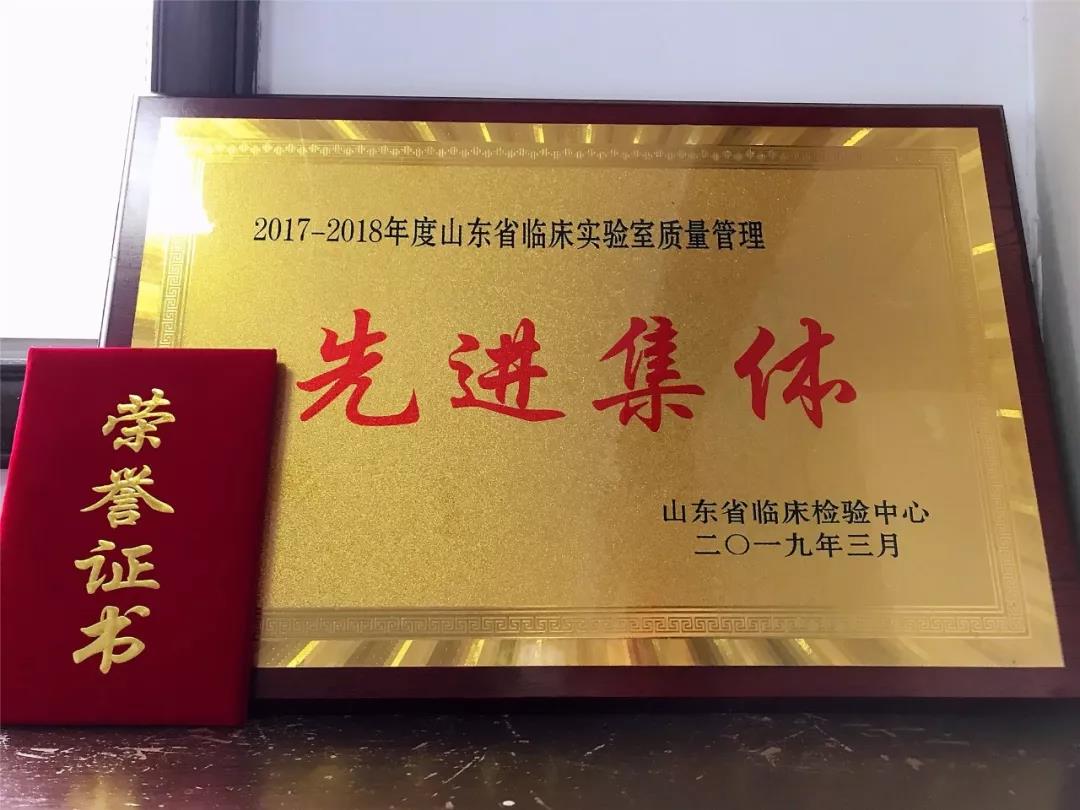 2017-2018年度山东省临床实验室质量管理
先进集体
山东省临床检验中心
二〇一九年三月
荣誉证书